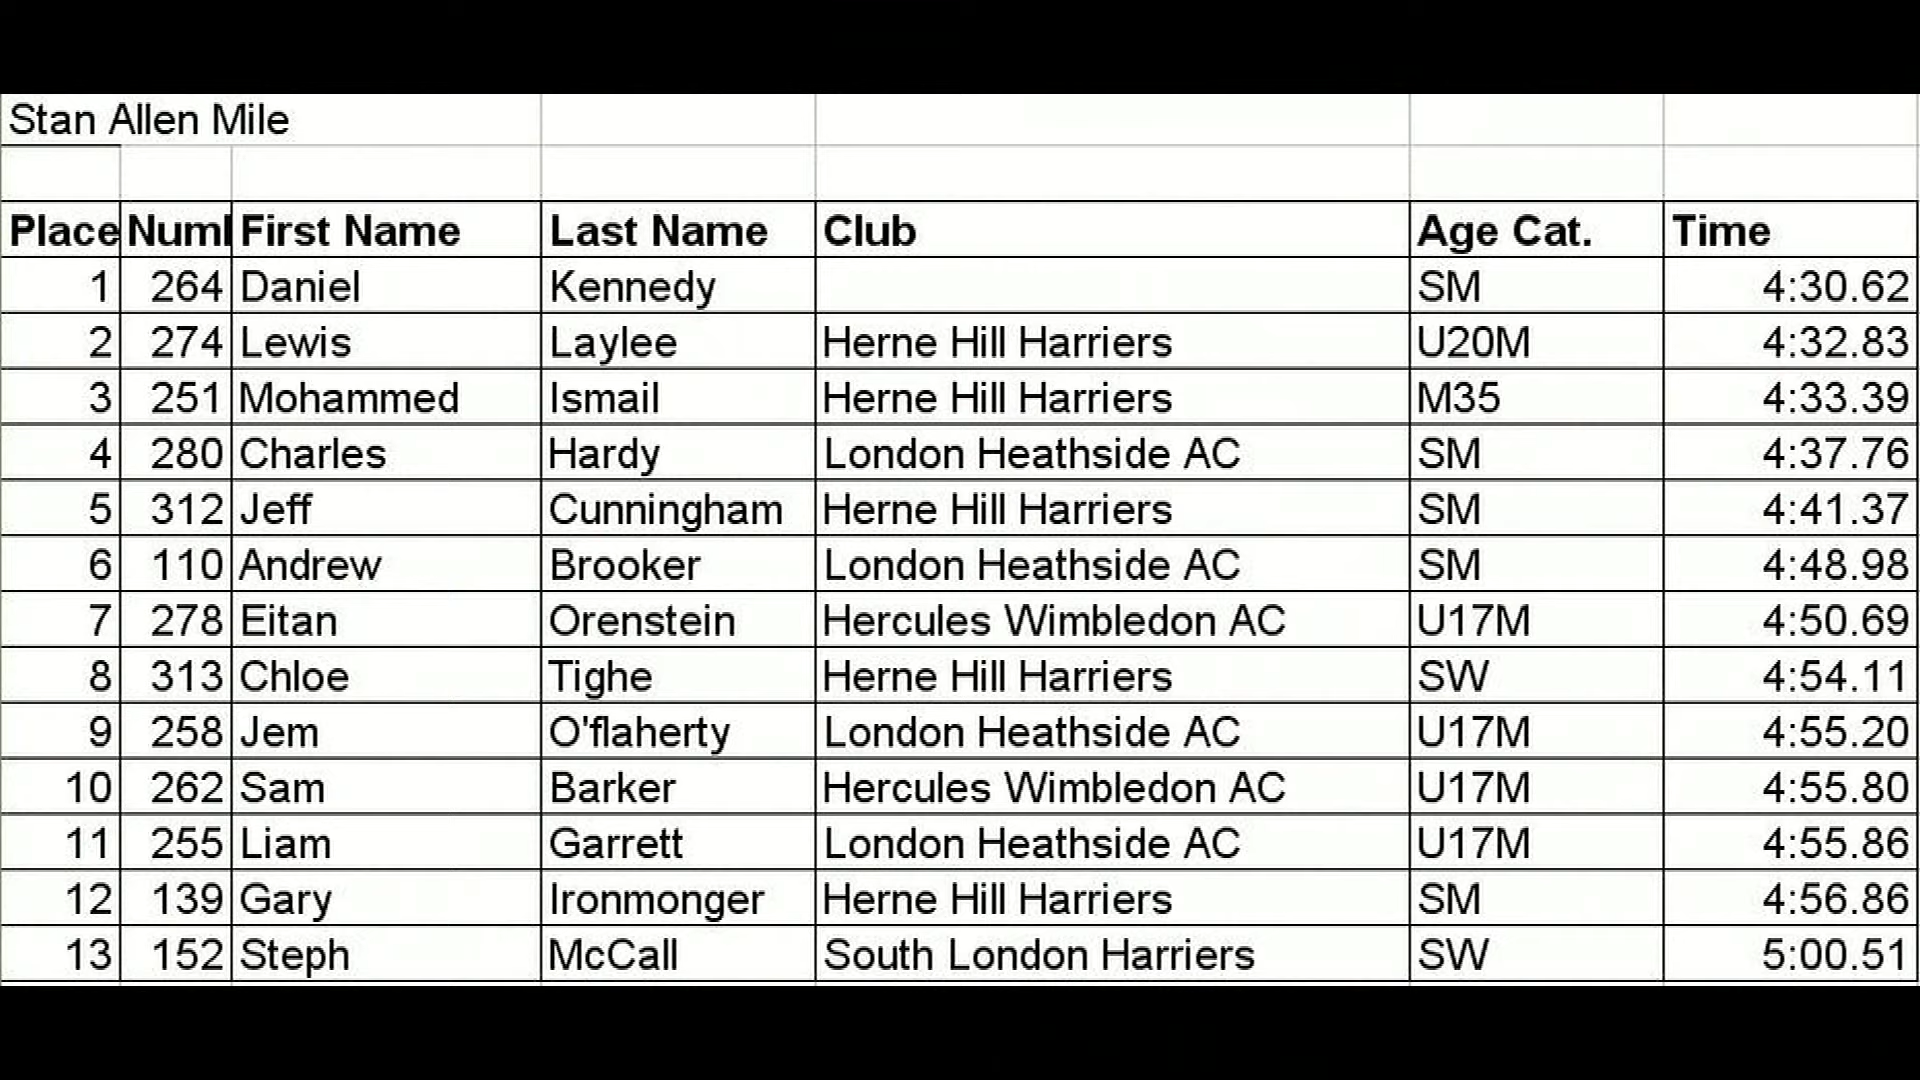 Stan Allen Mile
Place Numl First Name Last Name Club Age Cat. Time
1 264 Daniel Kennedy SM 4:30.62
2 274 Lewis Laylee Herne Hill Harriers U20M 4:32.83
3 251 Mohammed Ismail Herne Hill Harriers M35 4:33.39
4 280 Charles Hardy London Heathside AC SM 4:37.76
5 312 Jeff Cunningham Herne Hill Harriers SM 4:41.37
6 110 Andrew Brooker London Heathside AC SM 4:48.98
7 278 Eitan Orenstein Hercules Wimbledon AC U17M 4:50.69
8 313 Chloe Tighe Herne Hill Harriers SW 4:54.11
9 258 Jem O'flaherty London Heathside AC U17M 4:55.20
10 262 Sam Barker Hercules Wimbledon AC U17M 4:55.80
11 255 Liam Garrett London Heathside AC U17M 4:55.86
12 139 Gary Ironmonger Herne Hill Harriers SM 4:56.86
13 152 Steph McCall South London Harriers SW 5:00.51